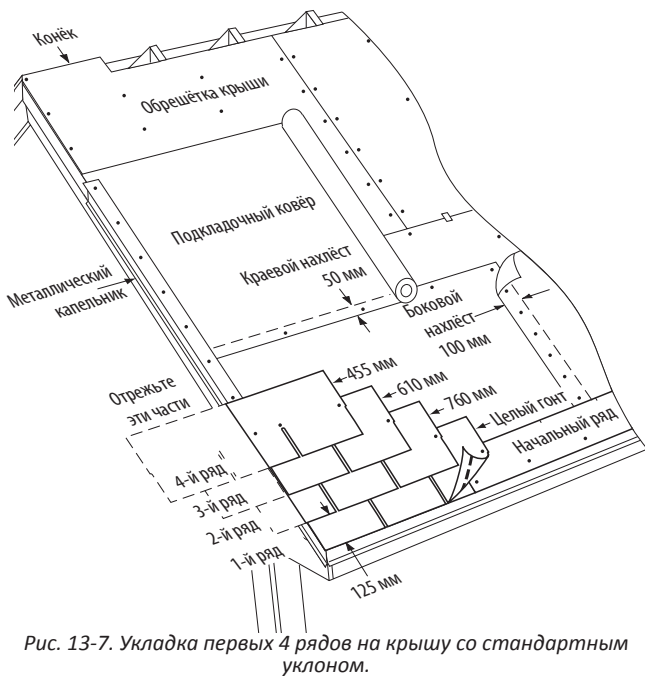 Конёк
Обрешётка крыши
Подкладочный ковёр
Краевой нахлёст
50 мм
Металлический
капельник
Боковой
нахлёст
100 мм
Отрежьте
эти части
455 мм
610 мм
760 мм
Целый гонт
Начальный ряд
4-й ряд
3-й ряд
2-й ряд
1-й ряд
125 мм
Рис. 13-7. Укладка первых 4 рядов на крышу со стандартным
уклоном.